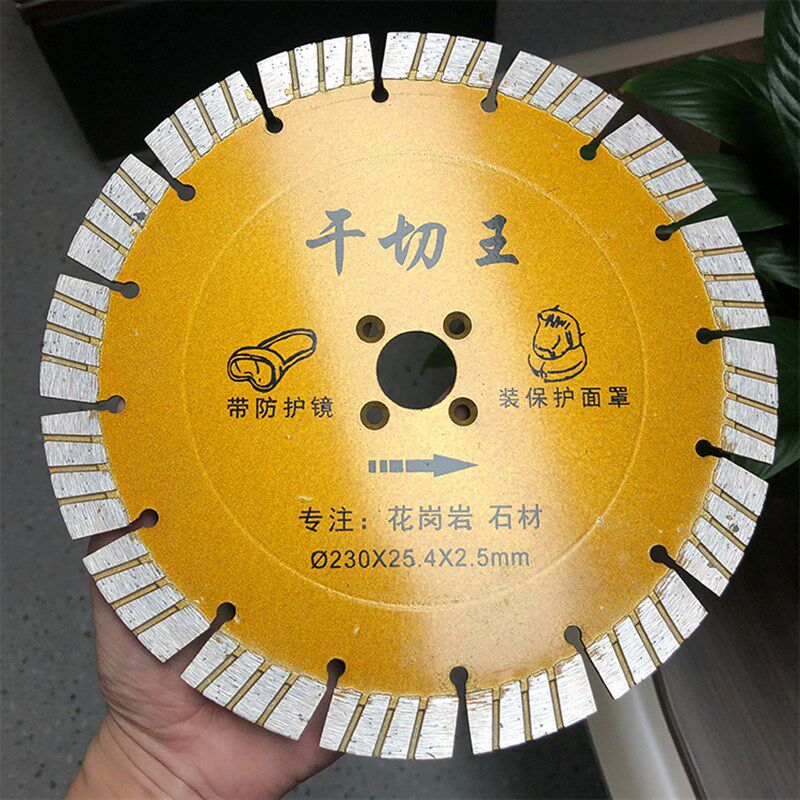 干切王
带防护镜
装保护面罩
专注：花岗岩 石材
Ø230X25.4X2.5mm